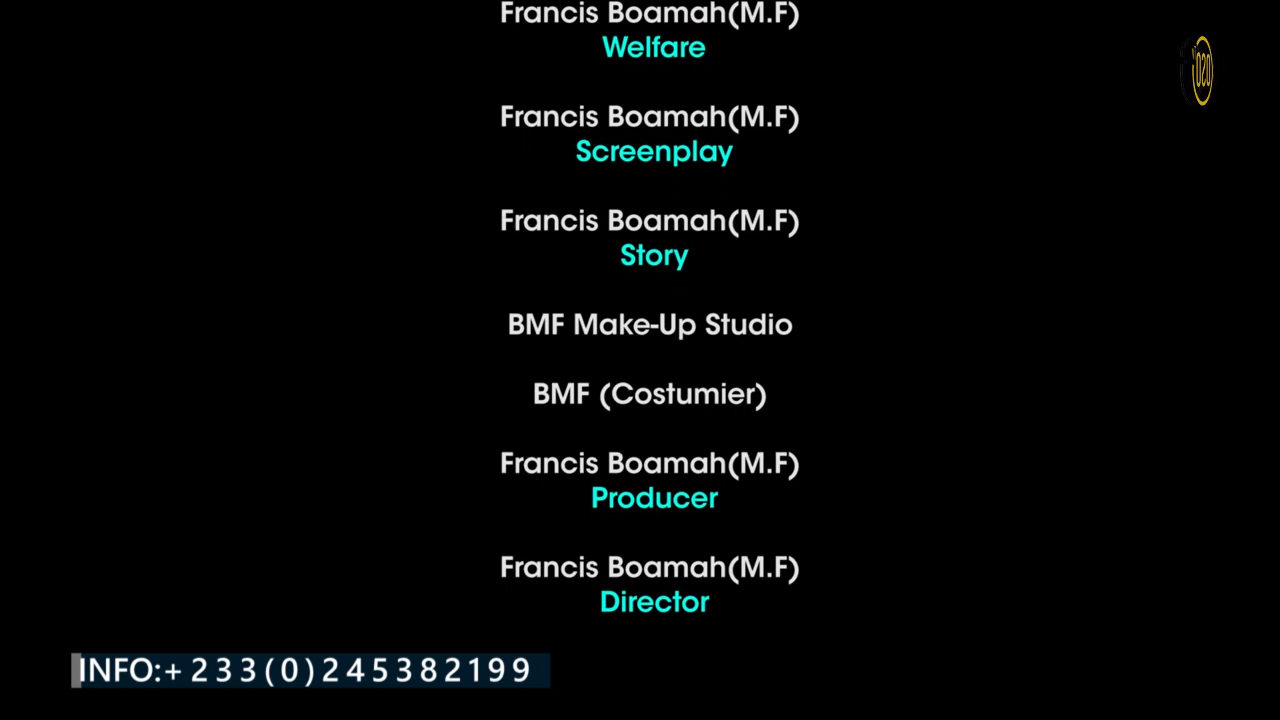 Francis Boamah(M.F)
Welfare
Francis Boamah(M.F)
Screenplay
Francis Boamah(M.F)
Story
BMF Make-Up Studio
BMF (Costumier)
Francis Boamah(M.F)
Producer
Francis Boamah(M.F)
Director
INFO:+233(0)245382199